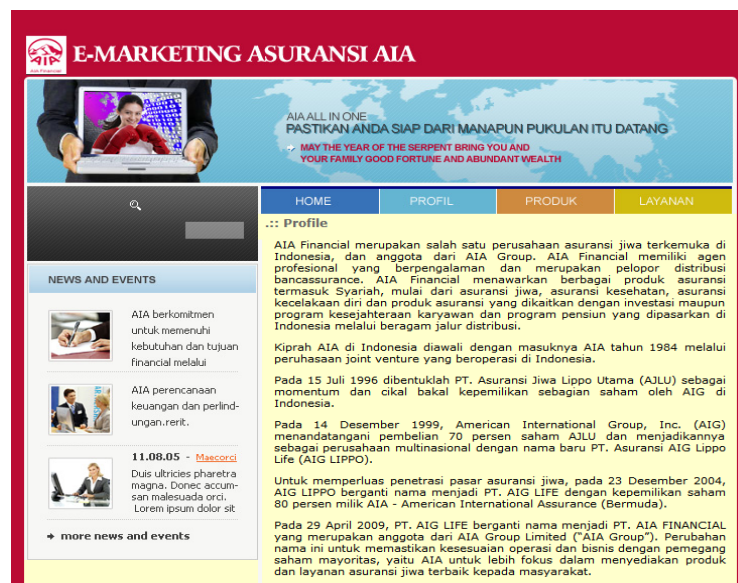 AIA
AIA Financial
E-MARKETING ASURANSI AIA
AIA ALL IN ONE
PASTIKAN ANDA SIAP DARI MANAPUN PUKULAN ITU DATANG
MAY THE YEAR OF THE SERPENT BRING YOU AND
YOUR FAMILY GOOD FORTUNE AND ABUNDANT WEALTH
HOME PROFIL PRODUK LAYANAN
NEWS AND EVENTS
AIA berkomitmen
untuk memenuhi
kebutuhan dan tujuan
financial melalui
AIA perencanaan
keuangan dan perlind-
ungan.rerit.
11.08.05 - Maecorci
Duis ultricies pharetra
magna. Donec accum-
san malesuada orci.
Lorem ipsum dolor sit
more news and events
.:: Profile
AIA Financial merupakan salah satu perusahaan asuransi jiwa terkemuka di
Indonesia, dan anggota dari AIA Group. AIA Financial memiliki agen
profesional yang berpengalaman dan merupakan pelopor distribusi
bancassurance. AIA Financial menawarkan berbagai produk asuransi
termasuk Syariah, mulai dari asuransi jiwa, asuransi kesehatan, asuransi
kecelakaan diri dan produk asuransi yang dikaitkan dengan investasi maupun
program kesejahteraan karyawan dan program pensiun yang dipasarkan di
Indonesia melalui beragam jalur distribusi.
Kiprah AIA di Indonesia diawali dengan masuknya AIA tahun 1984 melalui
peruhasaan joint venture yang beroperasi di Indonesia.
Pada 15 Juli 1996 dibentuklah PT. Asuransi Jiwa Lippo Utama (AJLU) sebagai
momentum dan cikal bakal kepemilikan sebagian saham oleh AIG di
Indonesia.
Pada 14 Desember 1999, American International Group, Inc. (AIG)
menandatangani pembelian 70 persen saham AJLU dan menjadikannya
sebagai perusahaan multinasional dengan nama baru PT. Asuransi AIG Lippo
Life (AIG LIPPO).
Untuk memperluas penetrasi pasar asuransi jiwa, pada 23 Desember 2004,
AIG LIPPO berganti nama menjadi PT. AIG LIFE dengan kepemilikan saham
80 persen milik AIA - American International Assurance (Bermuda).
Pada 29 April 2009, PT. AIG LIFE berganti nama menjadi PT. AIA FINANCIAL
yang merupakan anggota dari AIA Group Limited ("AIA Group"). Perubahan
nama ini untuk memastikan kesesuaian operasi dan bisnis dengan pemegang
saham mayoritas, yaitu AIA untuk lebih fokus dalam menyediakan produk
dan layanan asuransi jiwa terbaik kepada masyarakat.